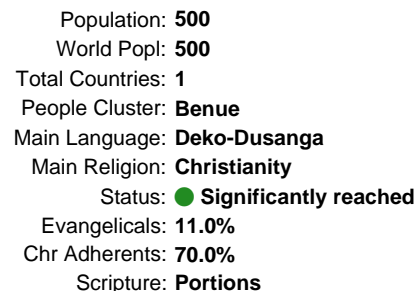 Population: 500
World Popl: 500
Total Countries: 1
People Cluster: Benue
Main Language: Deko-Dusanga
Main Religion: Christianity
Status: Significantly reached
Evangelicals: 11.0%
Chr Adherents: 70.0%
Scripture: Portions